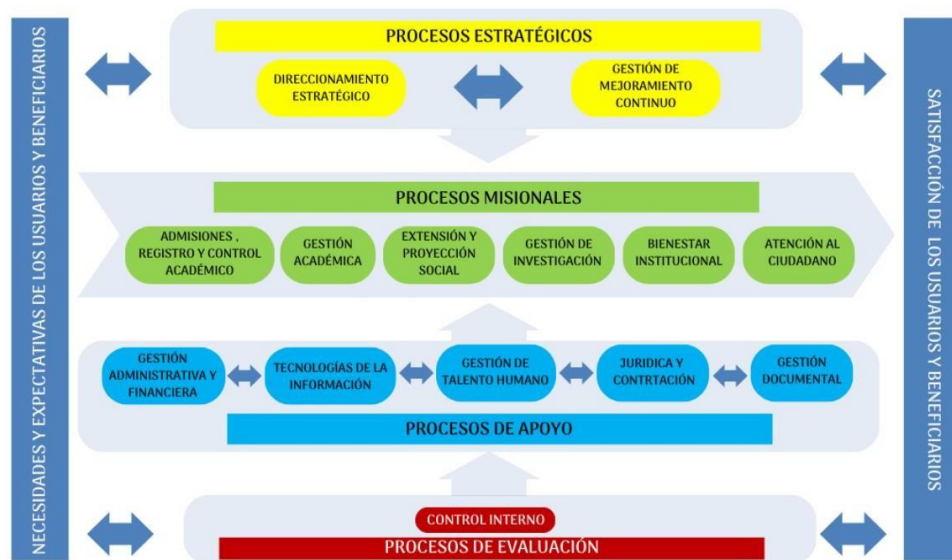 NECESIDADES Y EXPECTATIVAS DE LOS USUARIOS Y BENEFICIARIOS
PROCESOS ESTRATÉGICOS
DIRECCIONAMIENTO
ESTRATÉGICO
GESTIÓN DE
MEJORAMIENTO
CONTINUO
PROCESOS MISIONALES
ADMISIONES ,
REGISTRO Y CONTROL
ACADÉMICO
GESTIÓN
ACADÉMICA
EXTENSIÓN Y
PROYECCIÓN
SOCIAL
GESTIÓN DE
INVESTIGACIÓN
BIENESTAR
INSTITUCIONAL
ATENCIÓN AL
CIUDADANO
GESTIÓN
ADMINISTRATIVA Y
FINANCIERA
TECNOLOGÍAS DE LA
INFORMACIÓN
GESTIÓN DE
TALENTO HUMANO
JURIDICA Y
CONTRTACIÓN
GESTIÓN
DOCUMENTAL
PROCESOS DE APOYO
CONTROL INTERNO
PROCESOS DE EVALUACIÓN
SATISFACCIÓN DE LOS USUARIOS Y BENEFICIARIOS